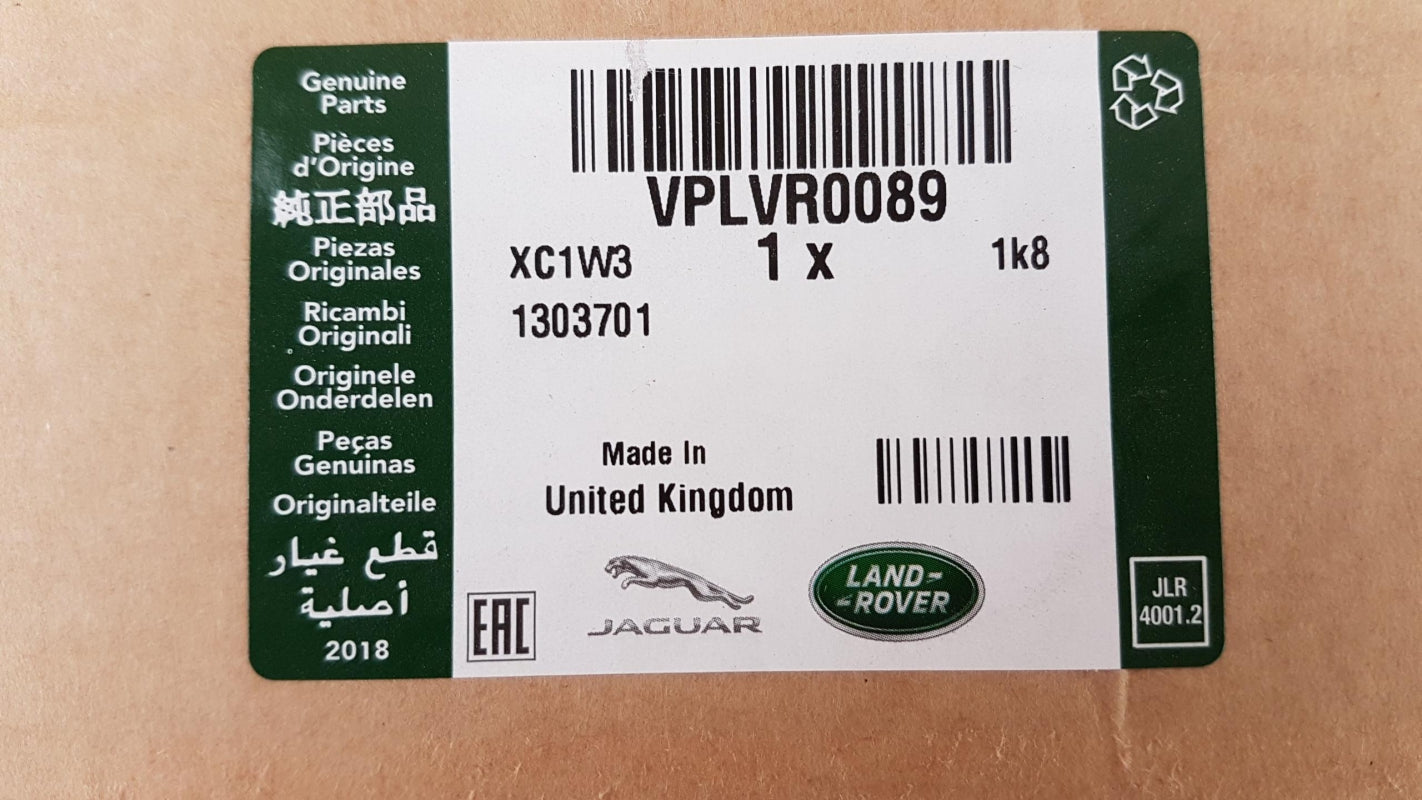 Genuine
Parts
Pièces
d'Origine
純正部品
Piezas
Originales
Ricambi
Originali
Originele
Onderdelen
Peças
Genuinas
Originalteile
قطع غيار
أصلية
2018
VPLVR0089
XC1W3 1 x 1k8
1303701
Made In
United Kingdom
EAC
JAGUAR
LAND-
-ROVER
JLR
4001.2